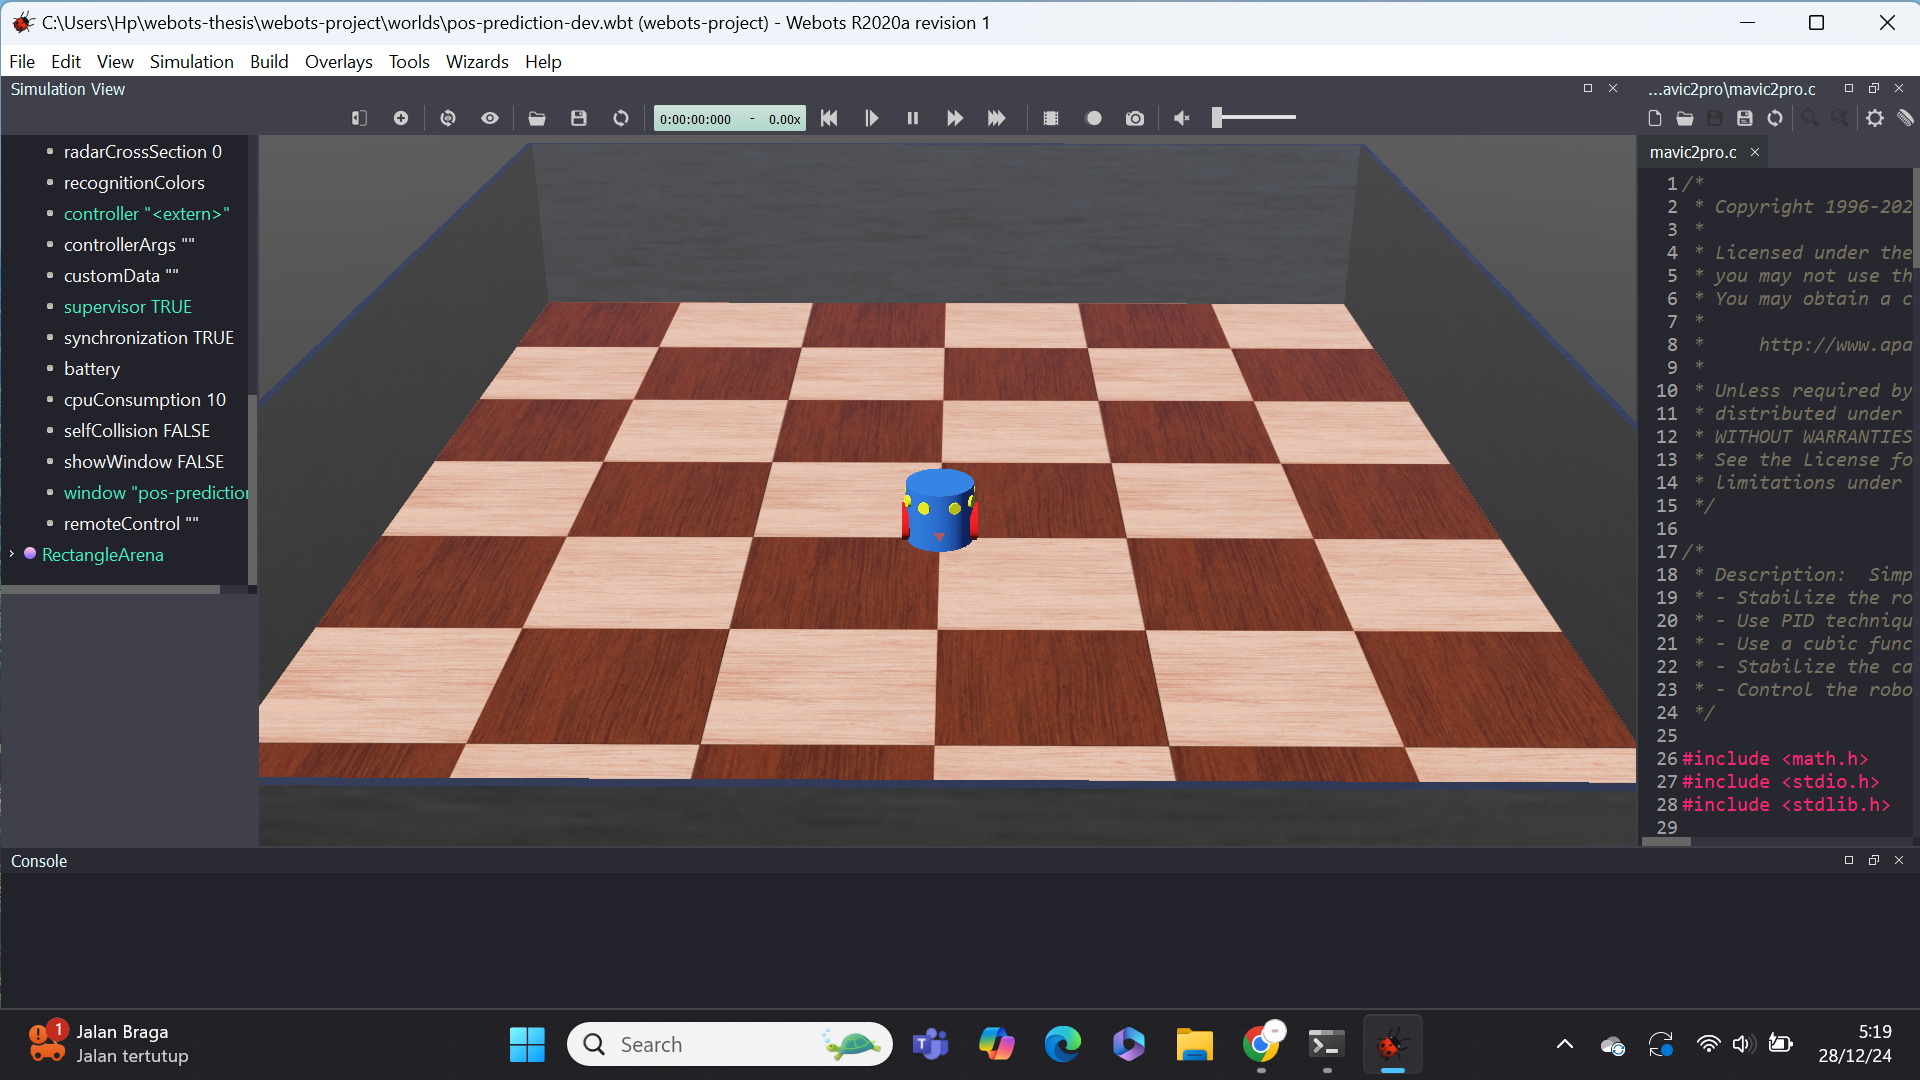 C:\Users\Hp\webots-thesis\webots-project\worlds\pos-prediction-dev.wbt (webots-project) - Webots R2020a revision 1
File Edit View Simulation Build Overlays Tools Wizards Help
Simulation View
...avic2pro\mavic2pro.c
0:00:00:000 - 0.00x
mavic2pro.c
radarCrossSection 0
recognitionColors
controller "<extern>"
controllerArgs ""
customData ""
supervisor TRUE
synchronization TRUE
battery
cpuConsumption 10
selfCollision FALSE
showWindow FALSE
window "pos-prediction
remoteControl ""
RectangleArena
1 /*
2 * Copyright 1996-202
3 *
4 * Licensed under the
5 * you may not use th
6 * You may obtain a c
7 *
8 * http://www.apa
9 *
10 * Unless required by
11 * distributed under
12 * WITHOUT WARRANTIES
13 * See the License fo
14 * limitations under
15 */
16
17 /*
18 * Description: Simp
19 * - Stabilize the ro
20 * - Use PID techniqu
21 * - Use a cubic func
22 * - Stabilize the ca
23 * - Control the robo
24 */
25
26 #include <math.h>
27 #include <stdio.h>
28 #include <stdlib.h>
29
Console
1
Jalan Braga
Jalan tertutup
Search
5:19
28/12/24